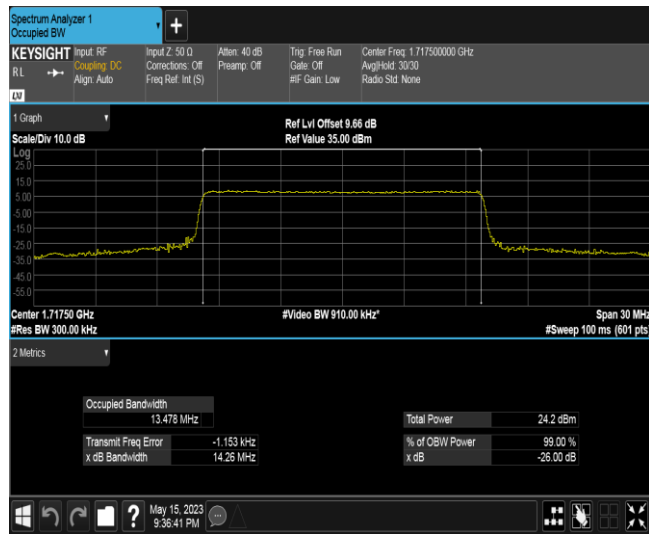 Spectrum Analyzer 1
Occupied BW
+
KEYSIGHT Input: RF Input Z: 50 Ω Atten: 40 dB Trig: Free Run Center Freq: 1.717500000 GHz
RL Coupling: DC Corrections: Off Preamp: Off Gate: Off Avg|Hold: 30/30
Align: Auto Freq Ref: Int (S) #IF Gain: Low Radio Std: None
LXI
1 Graph
Ref Lvl Offset 9.66 dB
Scale/Div 10.0 dB Ref Value 35.00 dBm
Log
25.0
15.0
5.00
-5.00
-15.0
-25.0
-35.0
-45.0
-55.0
Center 1.71750 GHz #Video BW 910.00 kHz* Span 30 MHz
#Res BW 300.00 kHz #Sweep 100 ms (601 pts)
2 Metrics
Occupied Bandwidth
13.478 MHz Total Power 24.2 dBm
Transmit Freq Error -1.153 kHz % of OBW Power 99.00 %
x dB Bandwidth 14.26 MHz x dB -26.00 dB
? May 15, 2023
9:36:41 PM